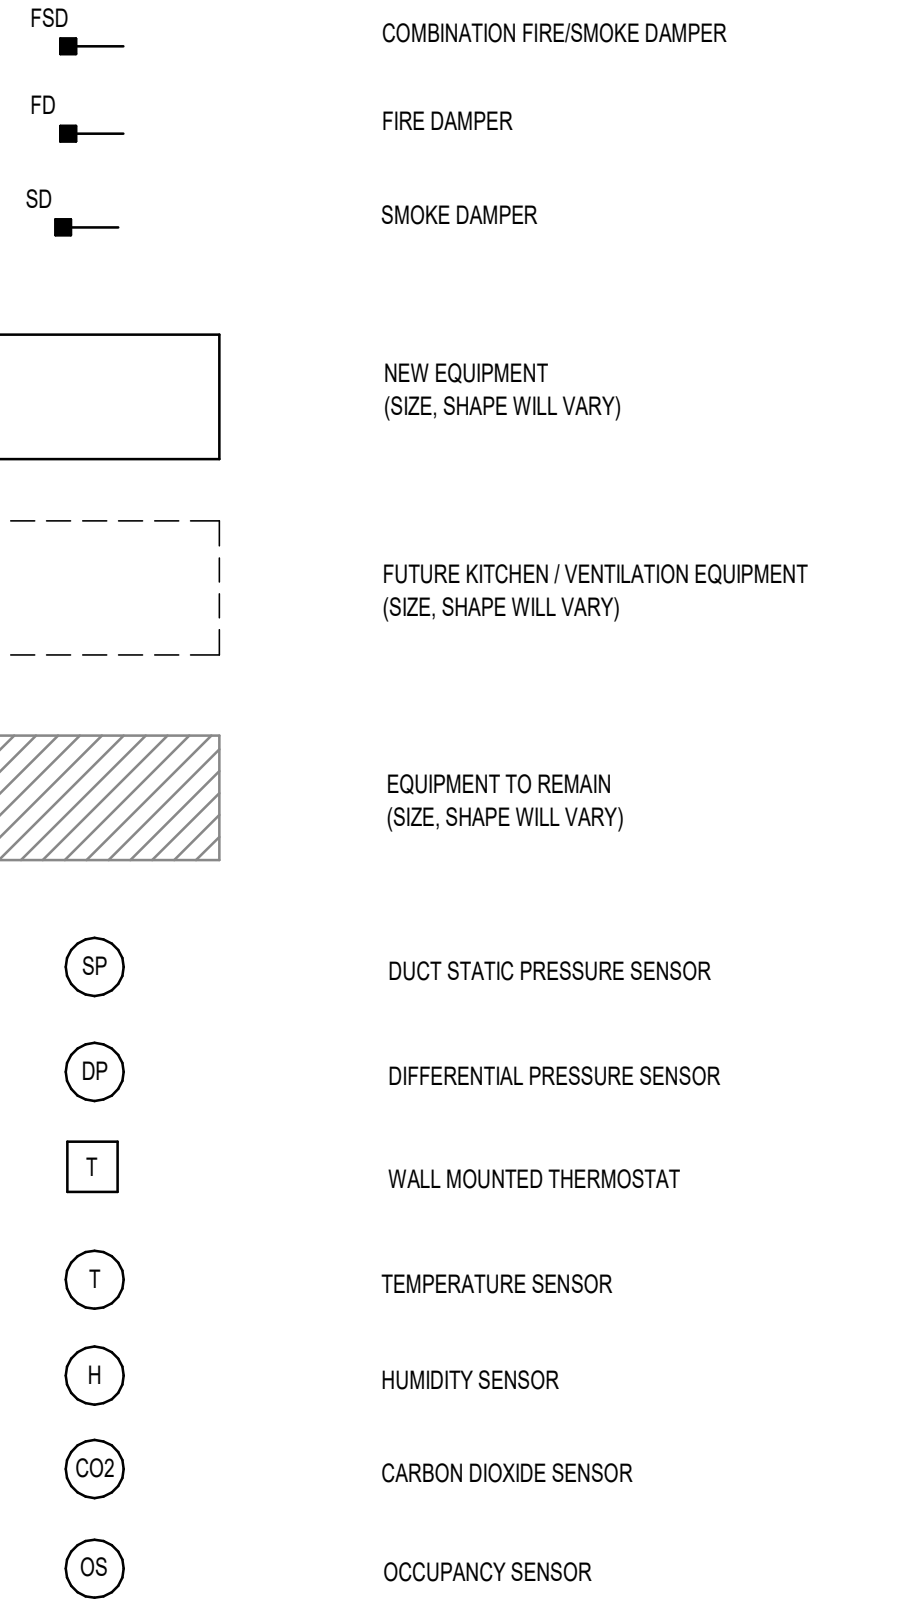 FSD
COMBINATION FIRE/SMOKE DAMPER
FD
FIRE DAMPER
SD
SMOKE DAMPER
NEW EQUIPMENT
(SIZE, SHAPE WILL VARY)
FUTURE KITCHEN / VENTILATION EQUIPMENT
(SIZE, SHAPE WILL VARY)
EQUIPMENT TO REMAIN
(SIZE, SHAPE WILL VARY)
SP
DUCT STATIC PRESSURE SENSOR
DP
DIFFERENTIAL PRESSURE SENSOR
T
WALL MOUNTED THERMOSTAT
T
TEMPERATURE SENSOR
H
HUMIDITY SENSOR
CO2
CARBON DIOXIDE SENSOR
OS
OCCUPANCY SENSOR